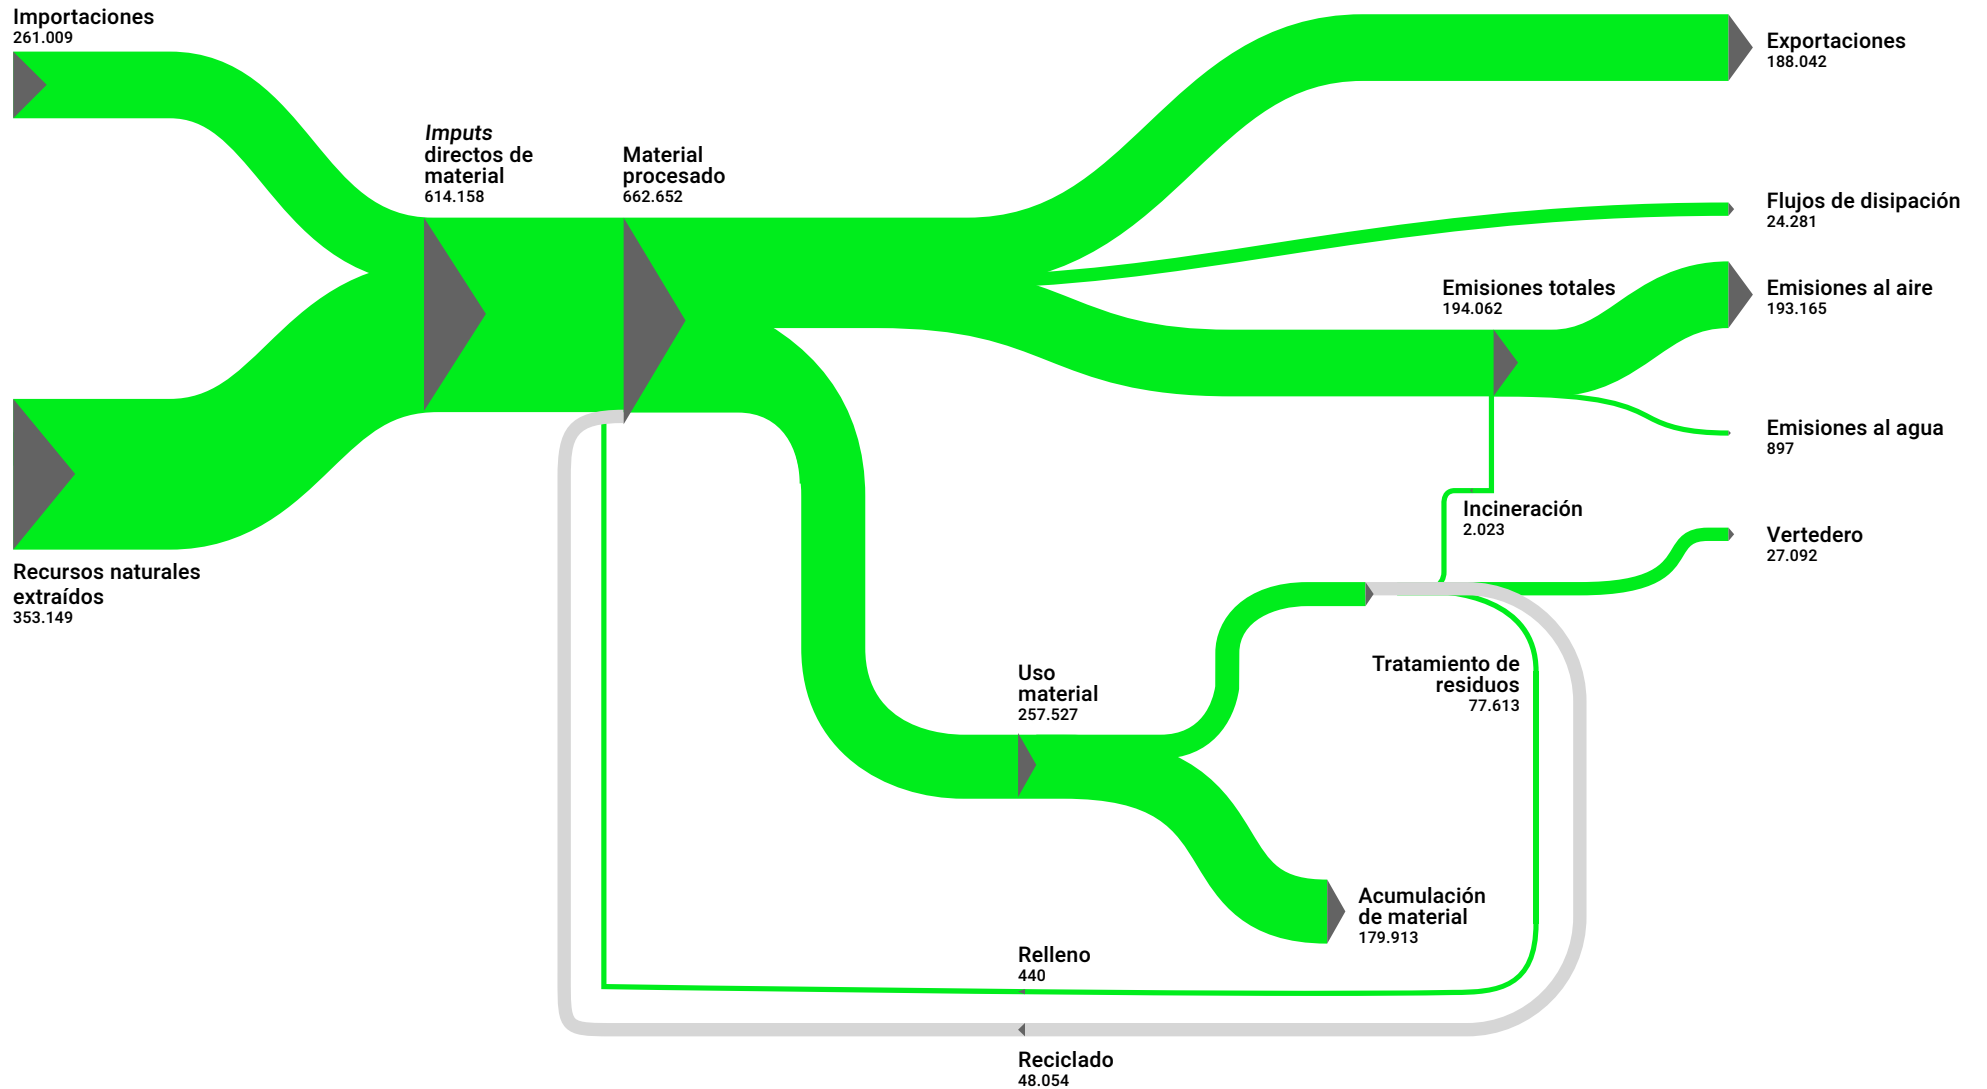 Importaciones
261.009
Exportaciones
188.042
Imputs
directos de
material
614.158
Material
procesado
662.652
Flujos de disipación
24.281
Emisiones totales
194.062
Emisiones al aire
193.165
Emisiones al agua
897
Incineración
2.023
Vertedero
27.092
Recursos naturales
extraídos
353.149
Uso
material
257.527
Tratamiento de
residuos
77.613
Acumulación
de material
179.913
Relleno
440
Reciclado
48.054